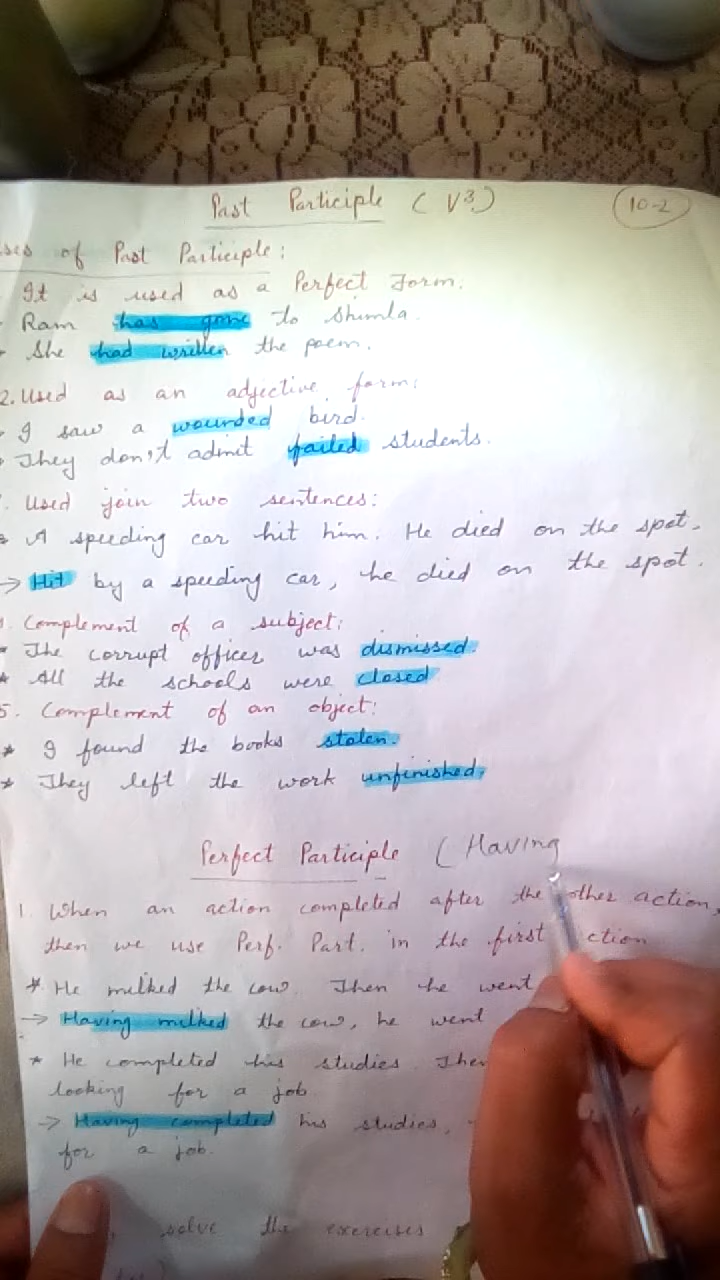 Past Participle (V³) 10-2
ses of Past Participle:
It is used as a Perfect Form.
Ram has gone to Shimla.
She had written the poem.
2. Used as an adjective form:
I saw a wounded bird.
They don't admit failed students.
. Used join two sentences:
A speeding car hit him. He died on the spot.
→ Hit by a speeding car, he died on the spot.
. Complement of a subject:
* The corrupt officer was dismissed.
* All the schools were closed.
5. Complement of an object:
* I found the books stolen.
* They left the work unfinished.
Perfect Participle (Having
1. When an action completed after the other action,
then we use Perf. Part. in the first ction
* He milked the cow. Then he went
→ Having milked the cow, he went
* He completed his studies. Then
looking for a job.
→ Having completed his studies,
for a job.
solve the exercises